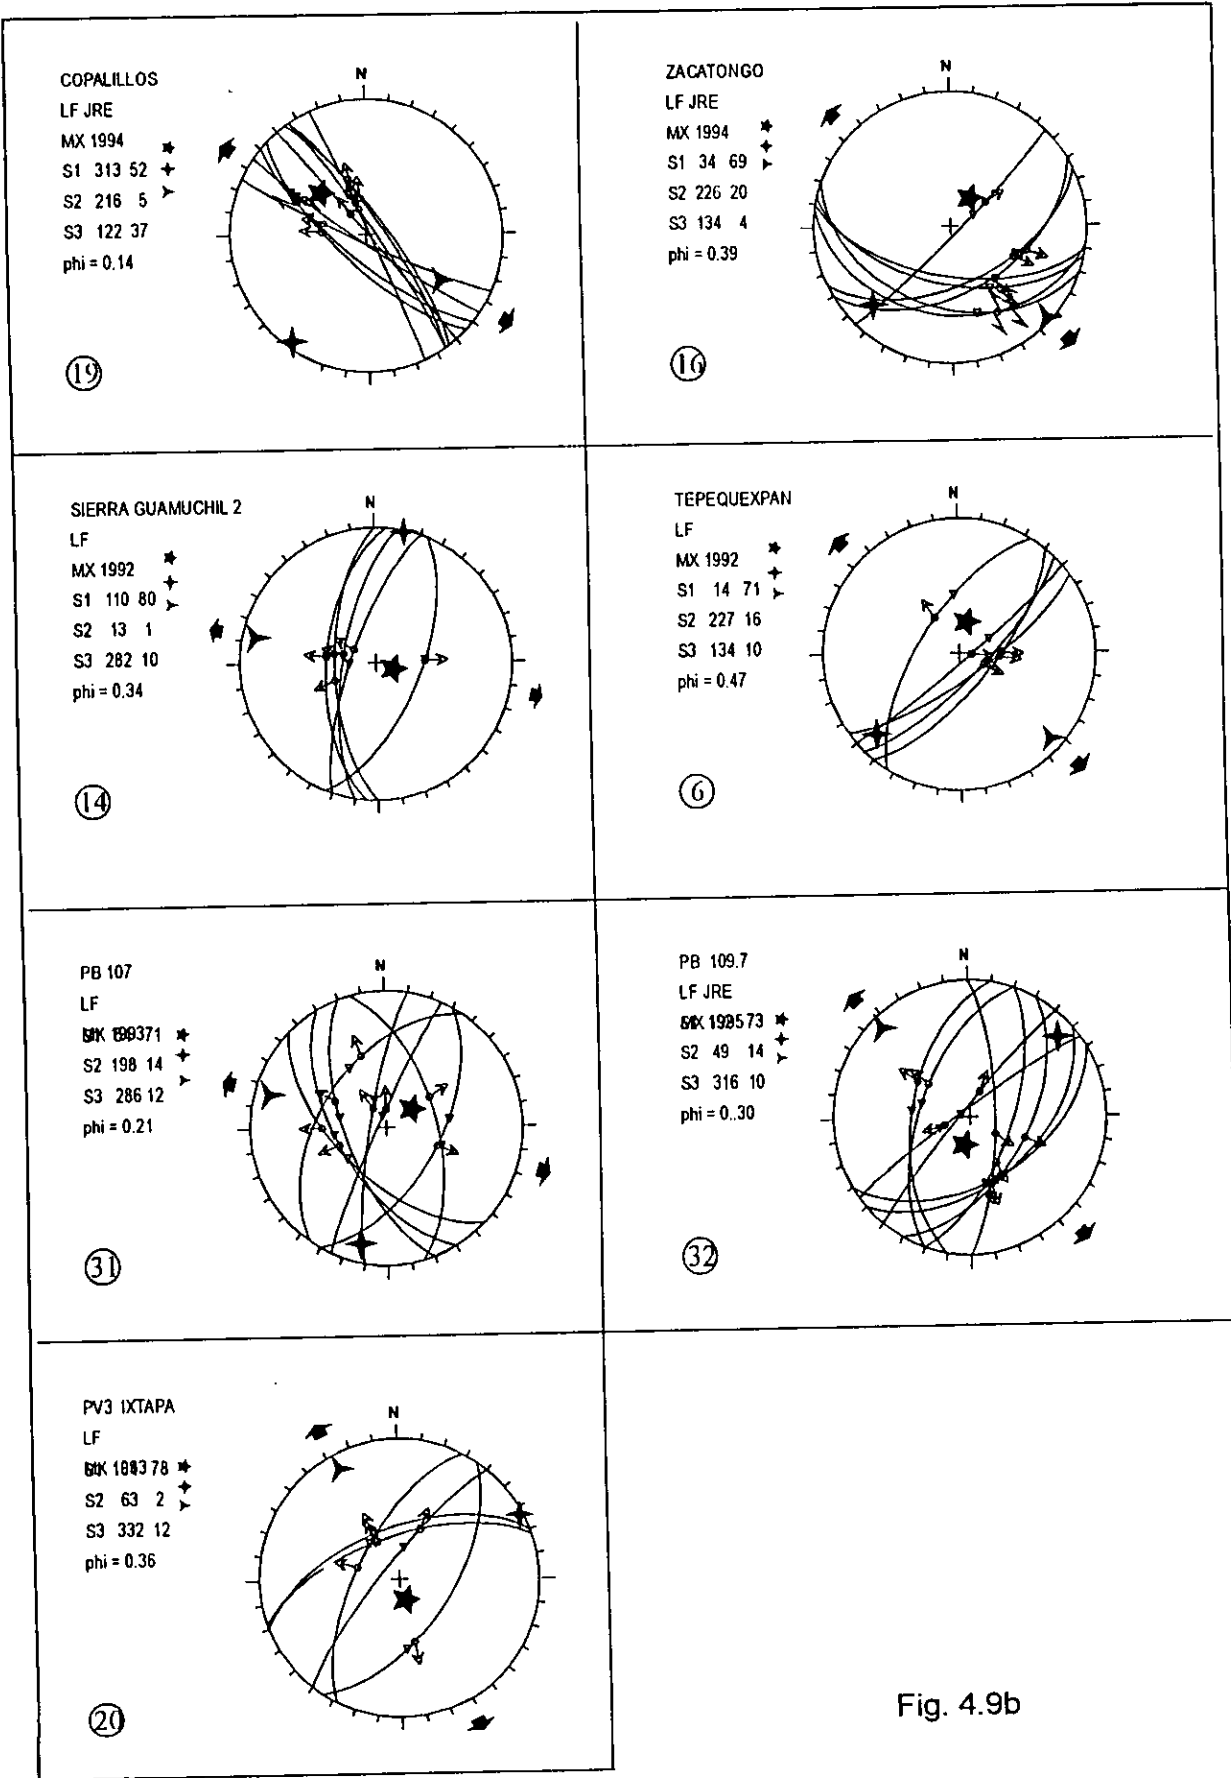 COPALILLOS
LF JRE
MX 1994
S1 313 52
S2 216 5
S3 122 37
phi = 0.14
N
19
ZACATONGO
LF JRE
MX 1994
S1 34 69
S2 226 20
S3 134 4
phi = 0.39
N
16
SIERRA GUAMUCHIL 2
LF
MX 1992
S1 110 80
S2 13 1
S3 282 10
phi = 0.34
N
14
TEPEQUEXPAN
LF
MX 1992
S1 14 71
S2 227 16
S3 134 10
phi = 0.47
N
6
PB 107
LF
71
S2 198 14
S3 286 12
phi = 0.21
N
31
PB 109.7
LF JRE
73
S2 49 14
S3 316 10
phi = 0..30
N
32
PV3 IXTAPA
LF
78
S2 63 2
S3 332 12
phi = 0.36
N
20
Fig. 4.9b